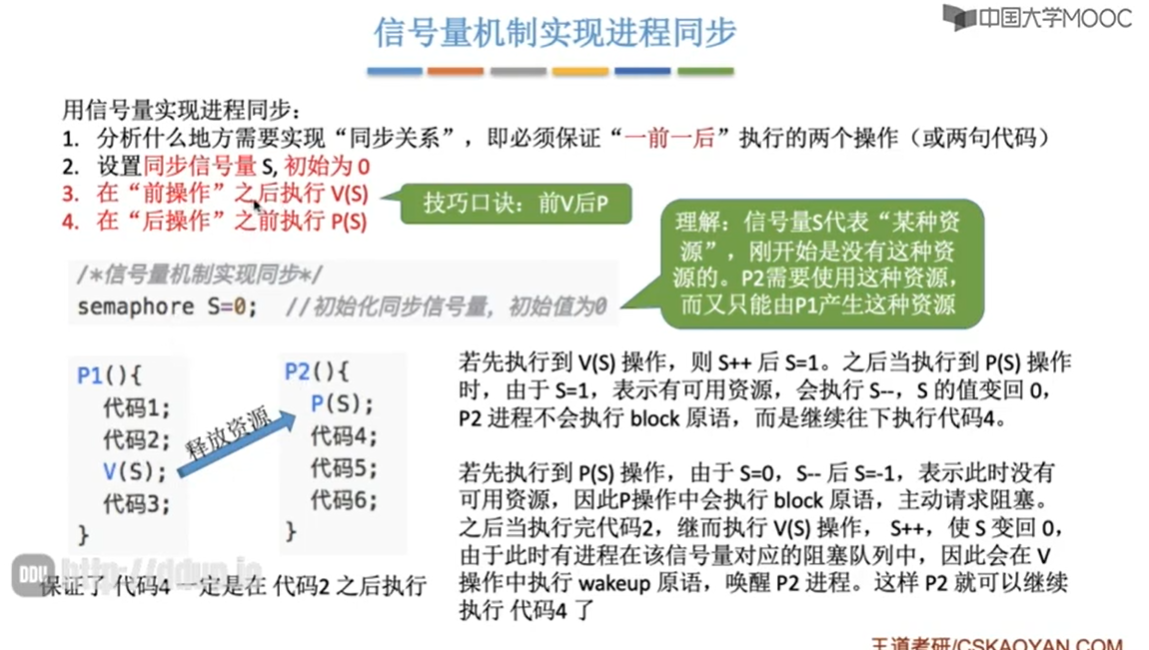 中国大学MOOC
信号量机制实现进程同步
用信号量实现进程同步：
1. 分析什么地方需要实现“同步关系”，即必须保证“一前一后”执行的两个操作（或两句代码）
2. 设置同步信号量 S, 初始为 0
3. 在“前操作”之后执行 V(S)
4. 在“后操作”之前执行 P(S)
技巧口诀：前V后P
理解：信号量S代表“某种资
源”，刚开始是没有这种资
源的。P2需要使用这种资源，
而又只能由P1产生这种资源
/*信号量机制实现同步*/
semaphore S=0; //初始化同步信号量，初始值为0
P1(){
代码1;
代码2;
V(S);
代码3;
}
释放资源
P2(){
P(S);
代码4;
代码5;
代码6;
}
保证了 代码4 一定是在 代码2 之后执行
若先执行到 V(S) 操作，则 S++ 后 S=1。之后当执行到 P(S) 操作
时，由于 S=1，表示有可用资源，会执行 S--，S 的值变回 0，
P2 进程不会执行 block 原语，而是继续往下执行代码4。
若先执行到 P(S) 操作，由于 S=0，S-- 后 S=-1，表示此时没有
可用资源，因此P操作中会执行 block 原语，主动请求阻塞。
之后当执行完代码2，继而执行 V(S) 操作， S++，使 S 变回 0，
由于此时有进程在该信号量对应的阻塞队列中，因此会在 V
操作中执行 wakeup 原语，唤醒 P2 进程。这样 P2 就可以继续
执行 代码4 了
王道考研/CSKAOYAN.COM